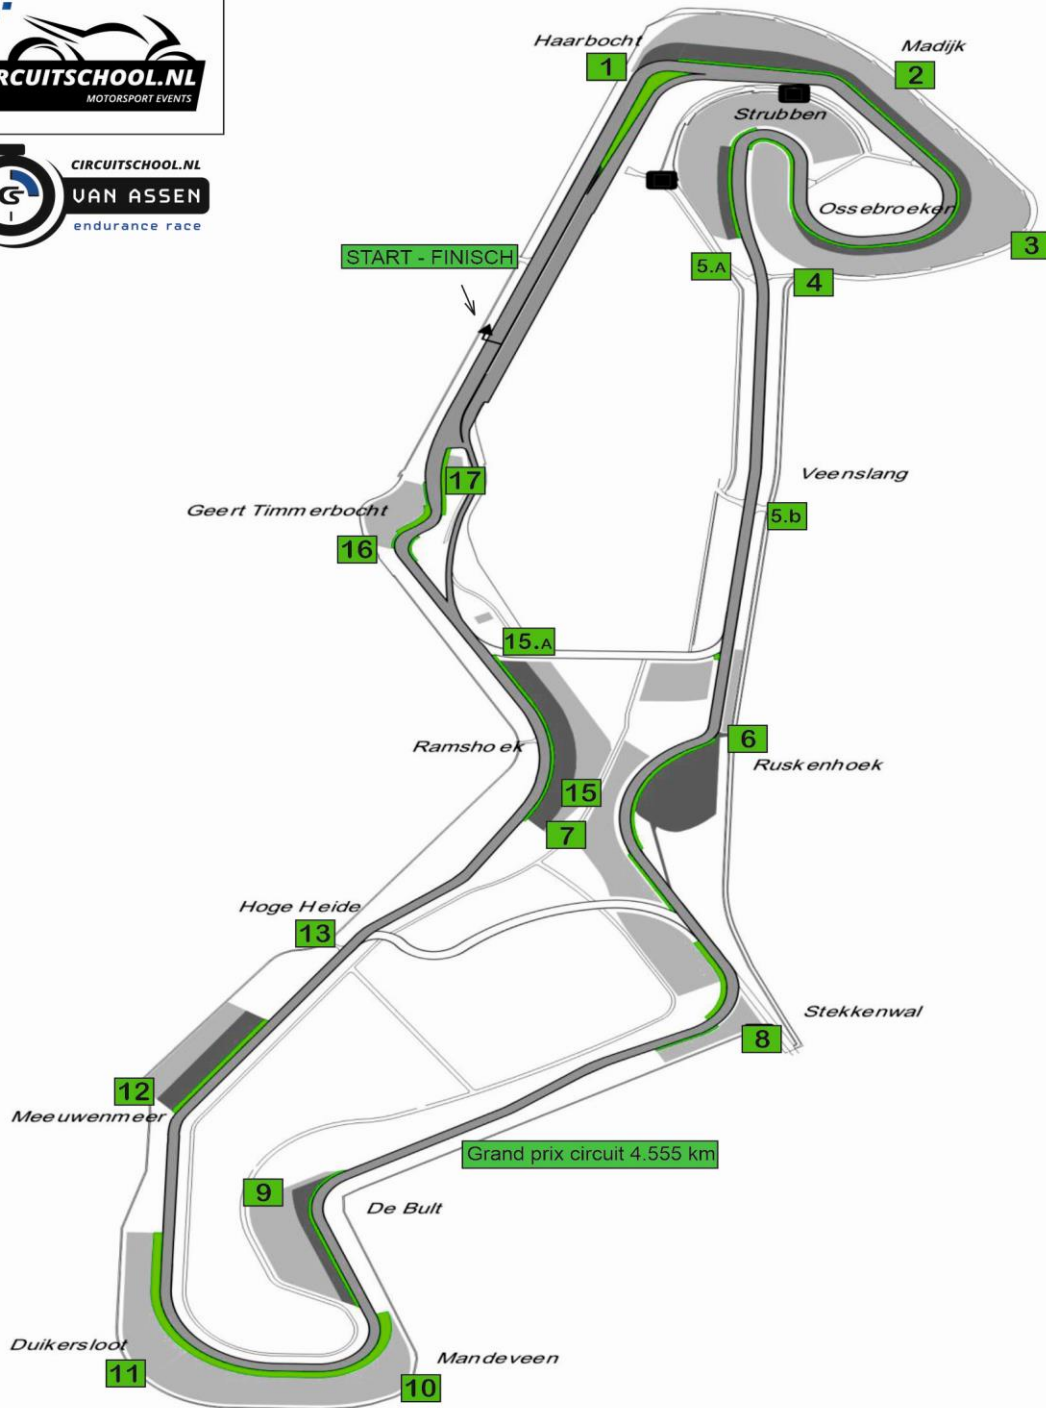 RCUITSCHOOL.NL
MOTORSPORT EVENTS
CIRCUITSCHOOL.NL
VAN ASSEN
endurance race
CS
Haarbocht
1
Madijk
2
Strubben
Ossebroeken
3
5.A
4
START - FINISCH
Veenslang
5.b
17
Geert Timmerbocht
16
15.A
Ramshoek
6
Ruskenhoek
15
7
Hoge Heide
13
Stekkenwal
8
12
Meeuwenmeer
Grand prix circuit 4.555 km
9
De Bult
Duikersloot
11
Mandeveen
10